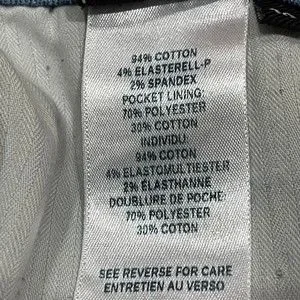 94% COTTON
4% ELASTERELL-P
2% SPANDEX
POCKET LINING:
70% POLYESTER
30% COTTON
INDIVIDU:
94% COTON
4% ELASTOMULTIESTER
2% ÉLASTHANNE
DOUBLURE DE POCHE:
70% POLYESTER
30% COTON
SEE REVERSE FOR CARE
ENTRETIEN AU VERSO